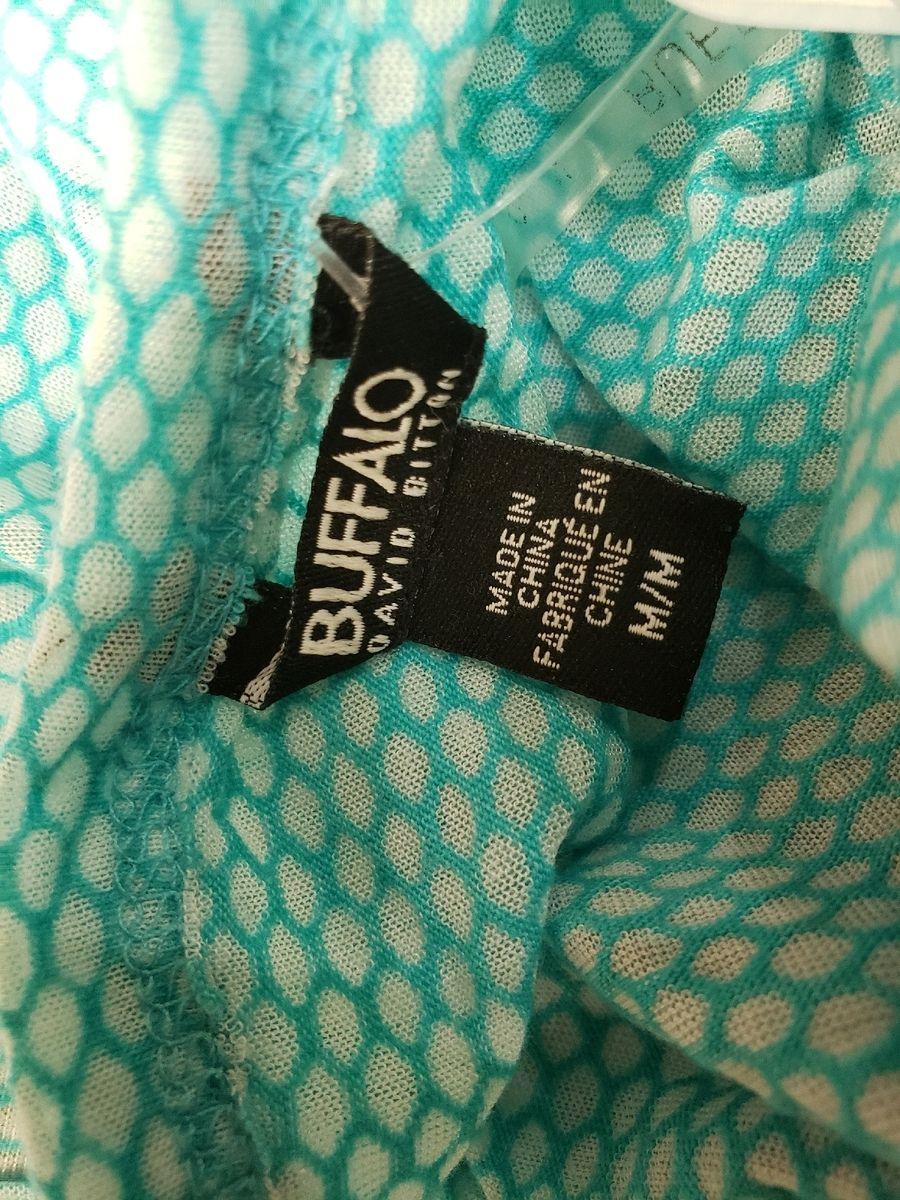 BUFFALO
DAVID BITTON
MADE IN
CHINA
FABRIQUÉ EN
CHINE
M/M